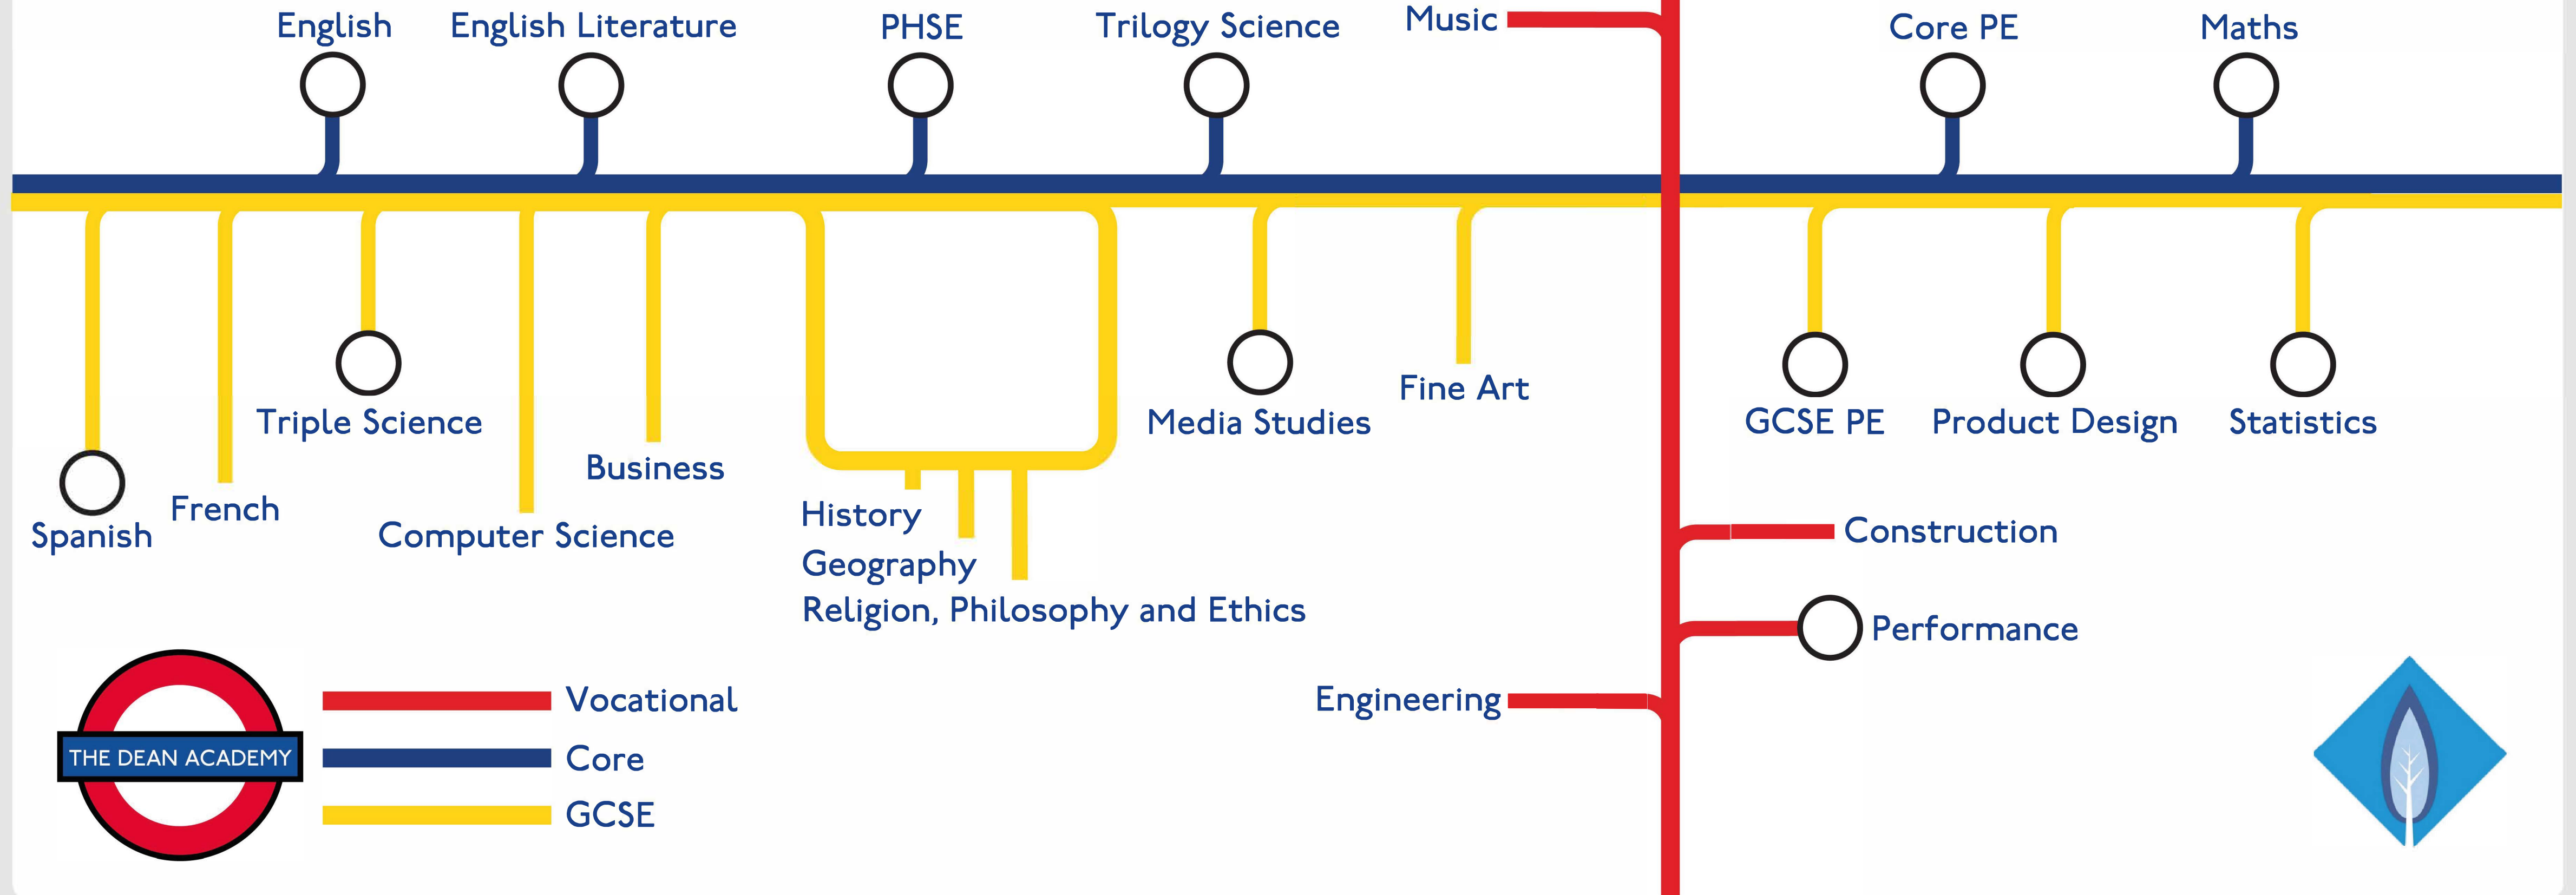 English
English Literature
PHSE
Trilogy Science
Music
Core PE
Maths
Spanish
French
Triple Science
Computer Science
Business
History
Geography
Religion, Philosophy and Ethics
Media Studies
Fine Art
GCSE PE
Product Design
Statistics
Construction
Performance
Engineering
THE DEAN ACADEMY
Vocational
Core
GCSE